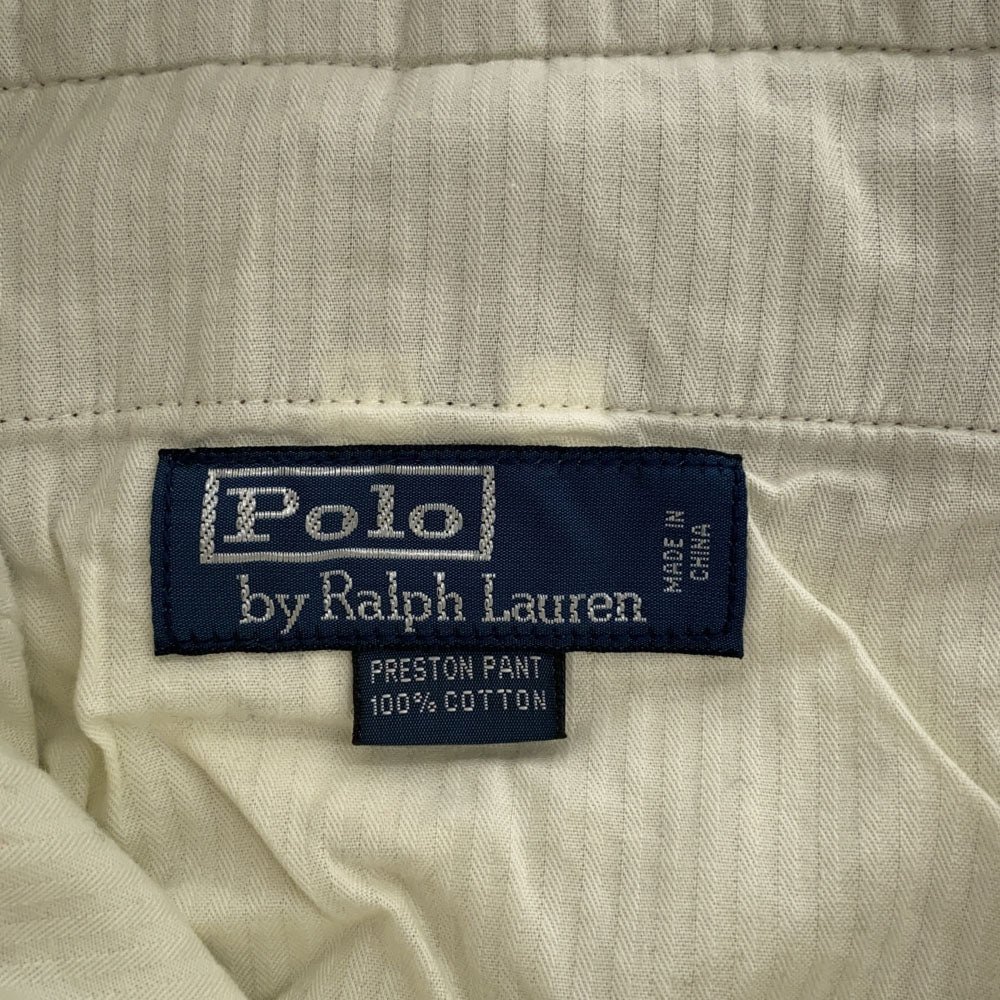 Polo
by Ralph Lauren
MADE IN
CHINA
PRESTON PANT
100% COTTON